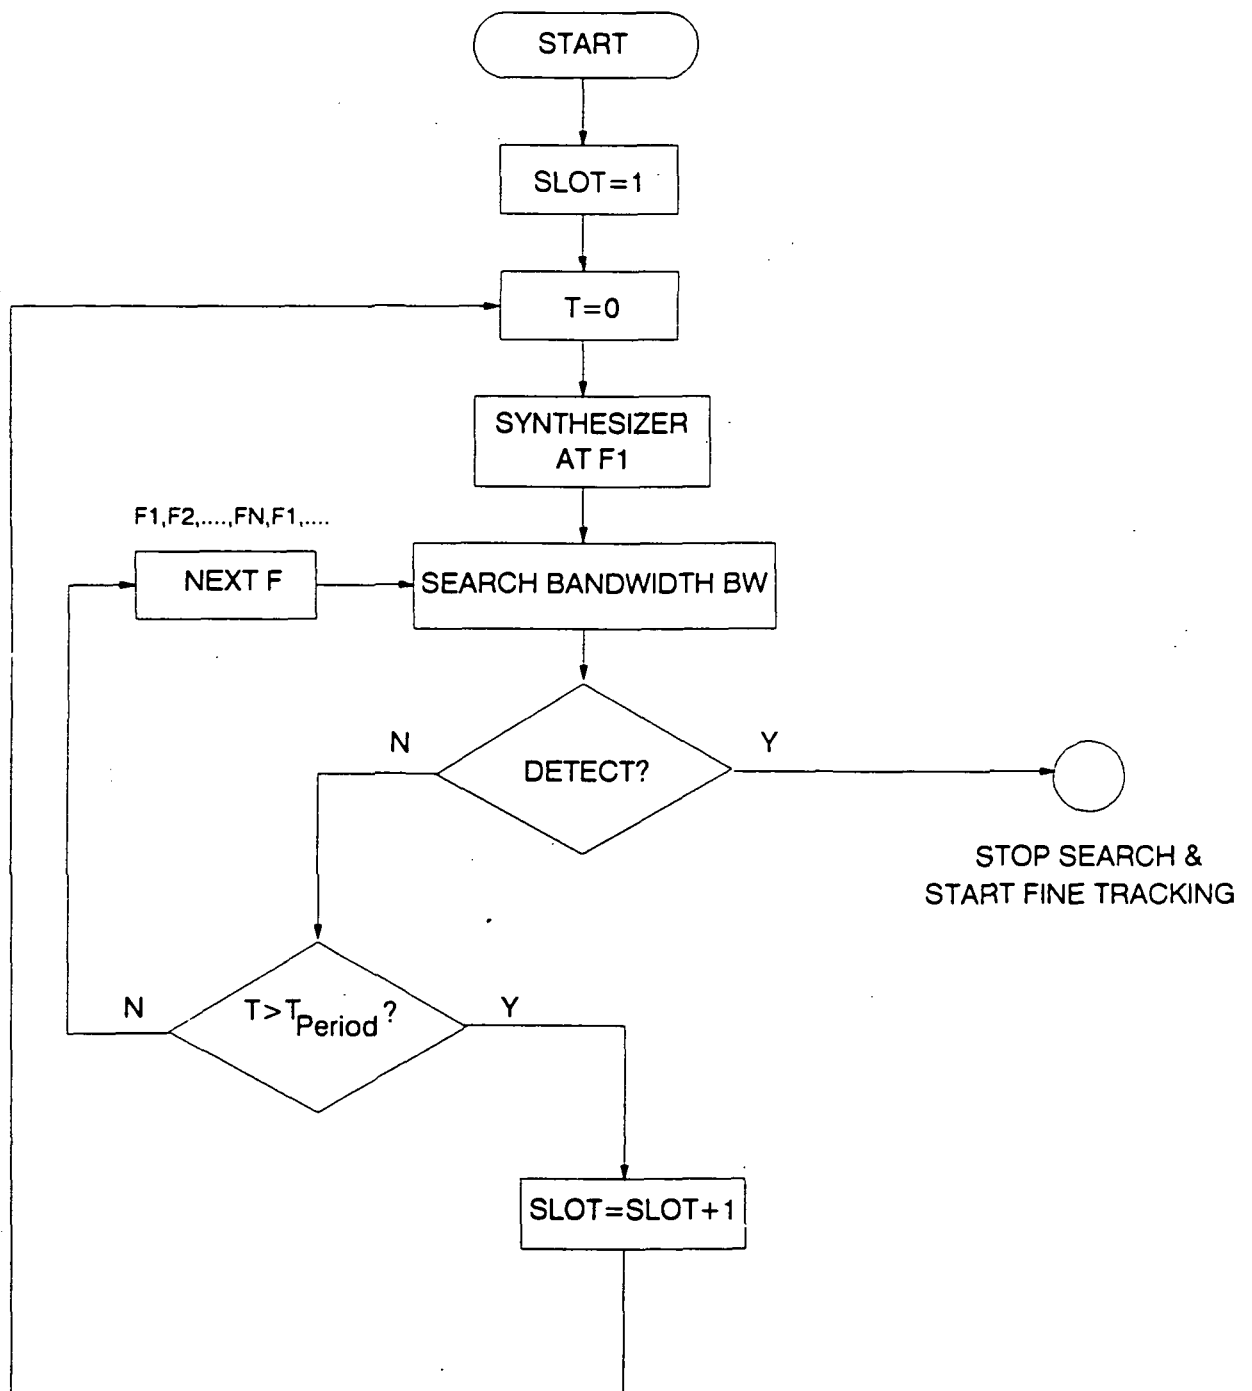 START
SLOT=1
T=0
SYNTHESIZER
AT F1
F1,F2,....,FN,F1,....
NEXT F
SEARCH BANDWIDTH BW
N
Y
DETECT?
STOP SEARCH &
START FINE TRACKING
N
T>TPeriod?
Y
SLOT=SLOT+1